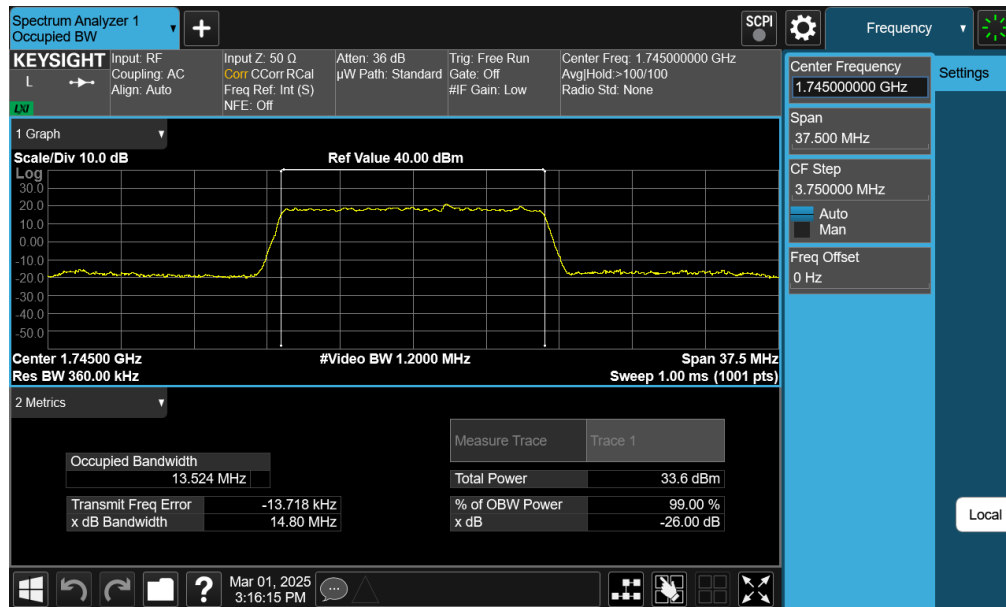 Spectrum Analyzer 1
Occupied BW
+
SCPI
Frequency
KEYSIGHT
L
LXI
Input: RF
Coupling: AC
Align: Auto
Input Z: 50 Ω
Corr CCorr RCal
Freq Ref: Int (S)
NFE: Off
Atten: 36 dB
µW Path: Standard
Trig: Free Run
Gate: Off
#IF Gain: Low
Center Freq: 1.745000000 GHz
Avg|Hold:>100/100
Radio Std: None
Center Frequency
1.745000000 GHz
Settings
Span
37.500 MHz
CF Step
3.750000 MHz
Auto
Man
Freq Offset
0 Hz
Local
1 Graph
Scale/Div 10.0 dB
Ref Value 40.00 dBm
Log
30.0
20.0
10.0
0.00
-10.0
-20.0
-30.0
-40.0
-50.0
Center 1.74500 GHz
#Video BW 1.2000 MHz
Span 37.5 MHz
Res BW 360.00 kHz
Sweep 1.00 ms (1001 pts)
2 Metrics
Measure Trace
Trace 1
Occupied Bandwidth
13.524 MHz
Total Power
33.6 dBm
Transmit Freq Error
-13.718 kHz
% of OBW Power
99.00 %
x dB Bandwidth
14.80 MHz
x dB
-26.00 dB
?
Mar 01, 2025
3:16:15 PM